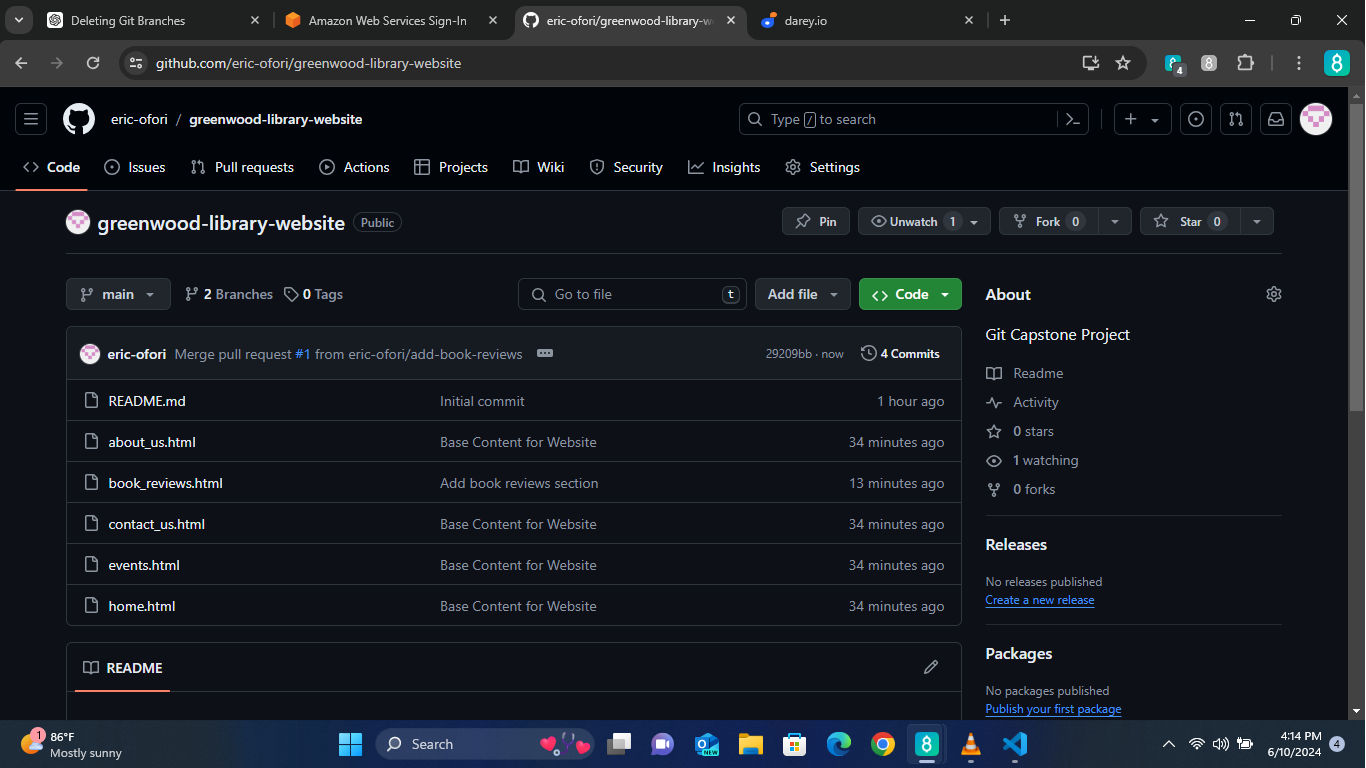 Deleting Git Branches
Amazon Web Services Sign-In
eric-ofori/greenwood-library-w
darey.io
github.com/eric-ofori/greenwood-library-website
4
eric-ofori / greenwood-library-website
Type / to search
Code
Issues
Pull requests
Actions
Projects
Wiki
Security
Insights
Settings
greenwood-library-website
Public
Pin
Unwatch 1
Fork 0
Star 0
main
2 Branches
0 Tags
Go to file
t
Add file
Code
eric-ofori Merge pull request #1 from eric-ofori/add-book-reviews
29209bb · now
4 Commits
README.md Initial commit 1 hour ago
about_us.html Base Content for Website 34 minutes ago
book_reviews.html Add book reviews section 13 minutes ago
contact_us.html Base Content for Website 34 minutes ago
events.html Base Content for Website 34 minutes ago
home.html Base Content for Website 34 minutes ago
README
About
Git Capstone Project
Readme
Activity
0 stars
1 watching
0 forks
Releases
No releases published
Create a new release
Packages
No packages published
Publish your first package
1
86°F
Mostly sunny
Search
NEW
4:14 PM
6/10/2024
4